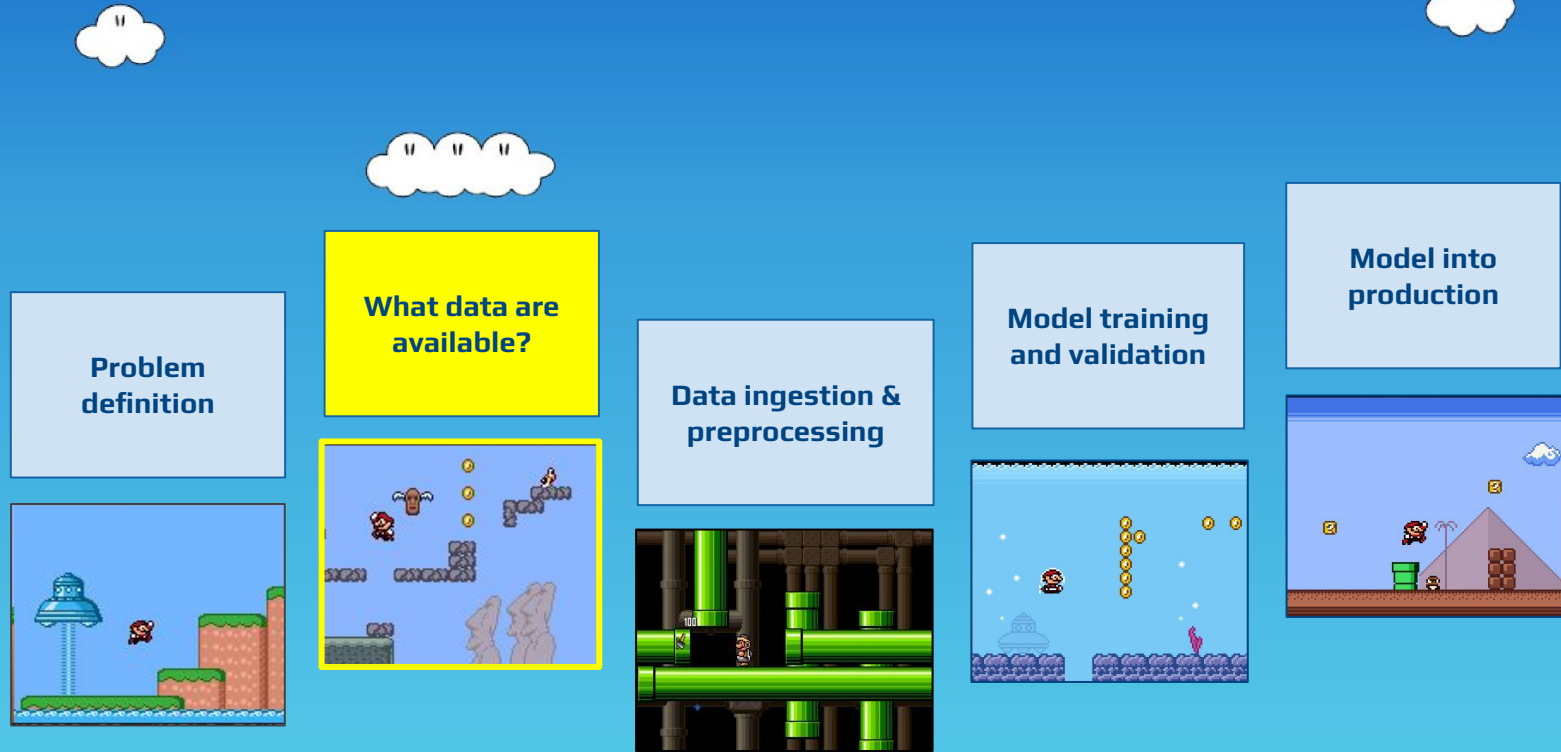 Problem
definition
What data are
available?
Data ingestion &
preprocessing
100
Model training
and validation
Model into
production
?
?